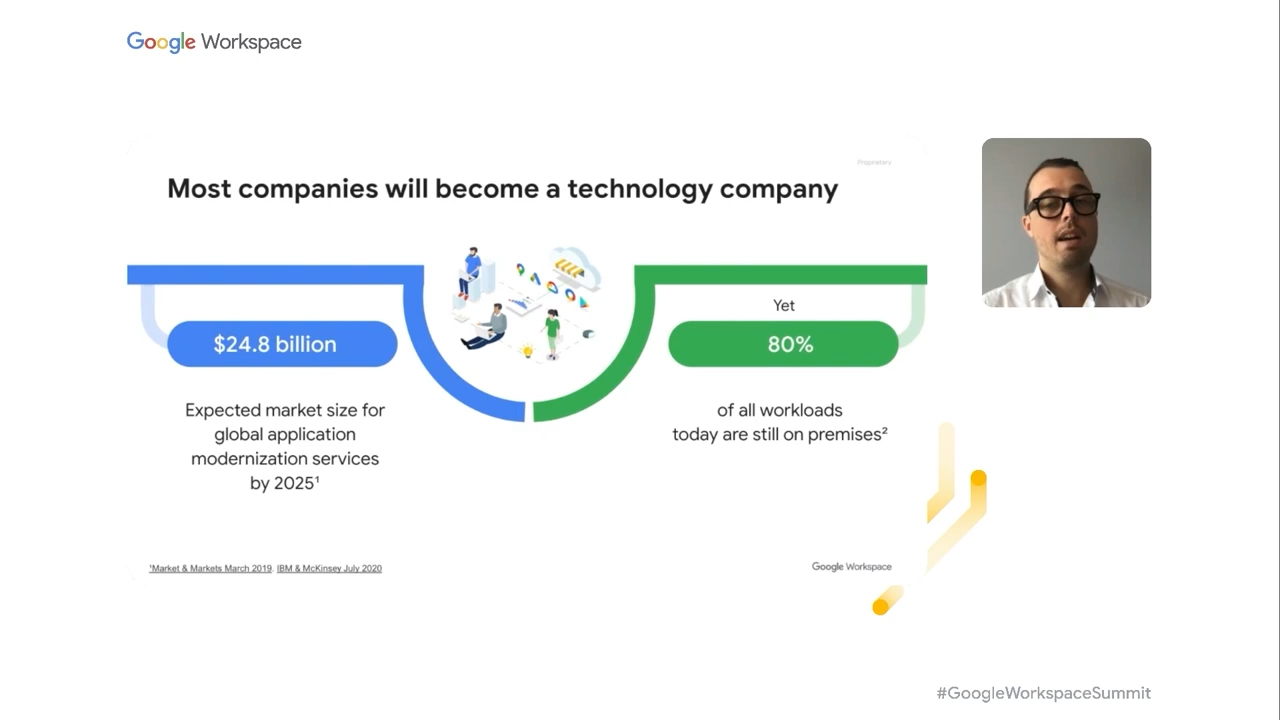 Google Workspace
Proprietary
Most companies will become a technology company
$24.8 billion
Expected market size for
global application
modernization services
by 2025¹
Yet
80%
of all workloads
today are still on premises²
¹Market & Markets March 2019. IBM & McKinsey July 2020
Google Workspace
#GoogleWorkspaceSummit